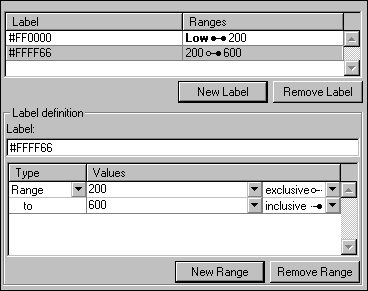 Label Ranges
#FF0000 Low 200
#FFFF66 200 600
New Label Remove Label
Label definition
Label:
#FFFF66
Type Values
Range 200 exclusive
to 600 inclusive
New Range Remove Range